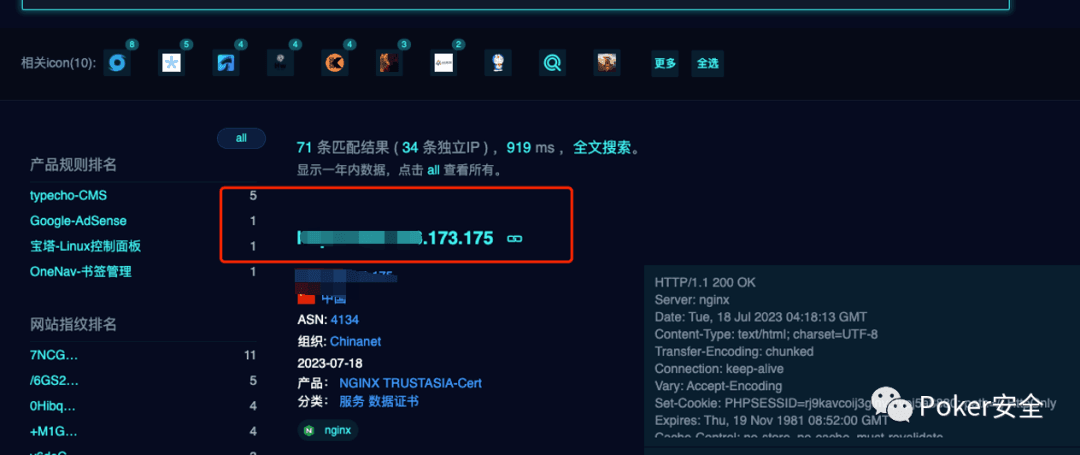 相关icon(10):
8
5
4
4
4
3
2
更多
全选
all
71 条匹配结果 ( 34 条独立IP ) ，919 ms ，全文搜索。
显示一年内数据，点击 all 查看所有。
产品规则排名
typecho-CMS 5
Google-AdSense 1
宝塔-Linux控制面板 1
OneNav-书签管理 1
.173.175
中国
ASN: 4134
组织: Chinanet
2023-07-18
产品： NGINX TRUSTASIA-Cert
分类： 服务 数据证书
nginx
网站指纹排名
7NCG... 11
/6GS2... 5
0Hibq... 4
+M1G... 4
HTTP/1.1 200 OK
Server: nginx
Date: Tue, 18 Jul 2023 04:18:13 GMT
Content-Type: text/html; charset=UTF-8
Transfer-Encoding: chunked
Connection: keep-alive
Vary: Accept-Encoding
Set-Cookie:
Expires: Thu, 19 Nov 1981 08:52:00 GMT
Cache-Control: no-store, no-cache, must-revalidate
Poker安全